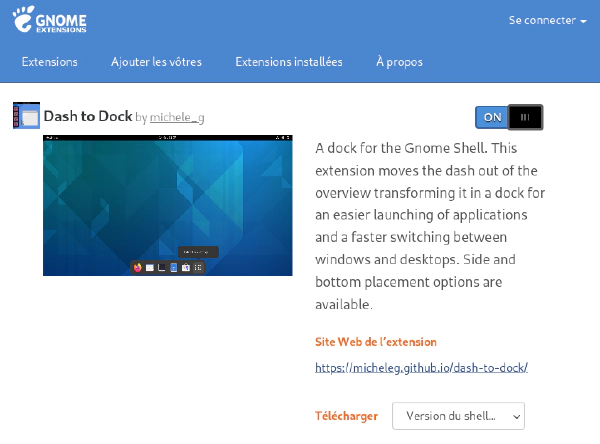 GNOME
EXTENSIONS
Se connecter
Extensions Ajouter les vôtres Extensions installées À propos
Dash to Dock by michele_g
ON
A dock for the Gnome Shell. This
extension moves the dash out of the
overview transforming it in a dock for
an easier launching of applications
and a faster switching between
windows and desktops. Side and
bottom placement options are
available.
Site Web de l'extension
https://micheleg.github.io/dash-to-dock/
Télécharger Version du shell...